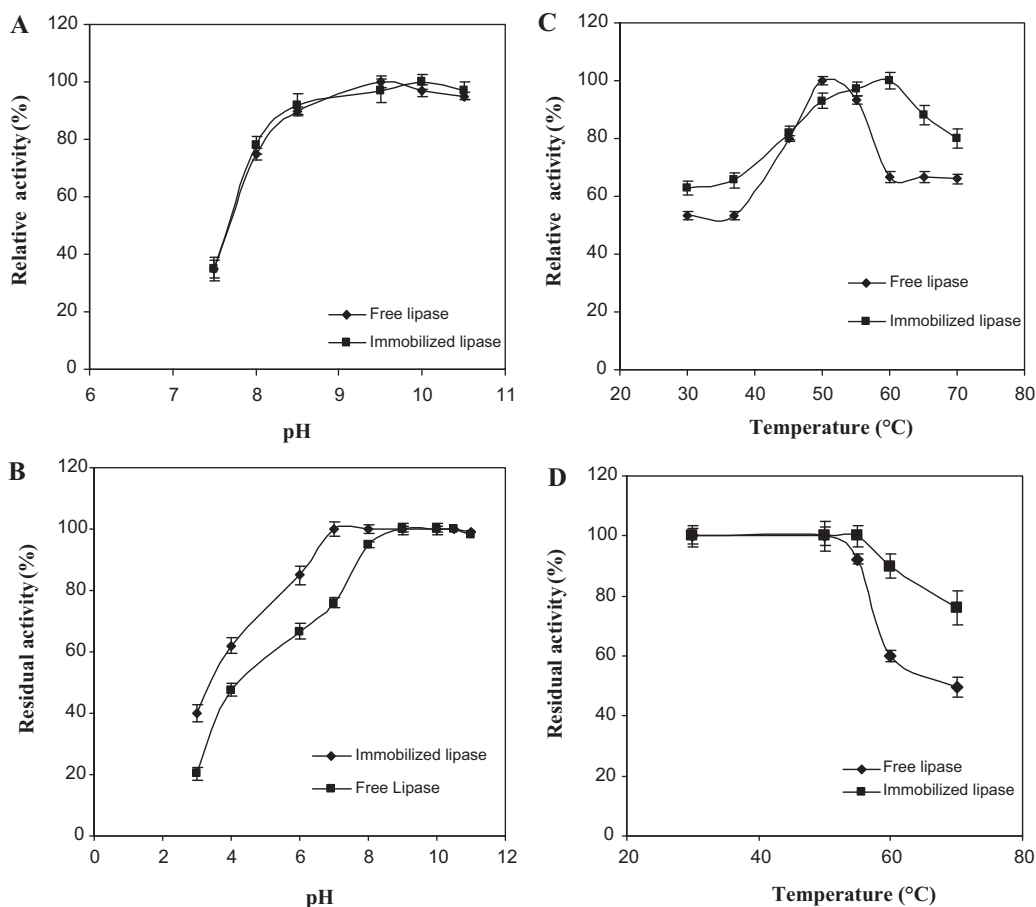 A
Relative activity (%)
120
100
80
60
40
20
0
6 7 8 9 10 11
pH
Free lipase
Immobilized lipase
C
Relative activity (%)
120
100
80
60
40
20
0
20 30 40 50 60 70 80
Temperature (°C)
Free lipase
Immobilized lipase
B
Residual activity (%)
120
100
80
60
40
20
0
0 2 4 6 8 10 12
pH
Immobilized lipase
Free Lipase
D
Residual activity (%)
120
100
80
60
40
20
0
20 40 60 80
Temperature (°C)
Free lipase
Immobilized lipase